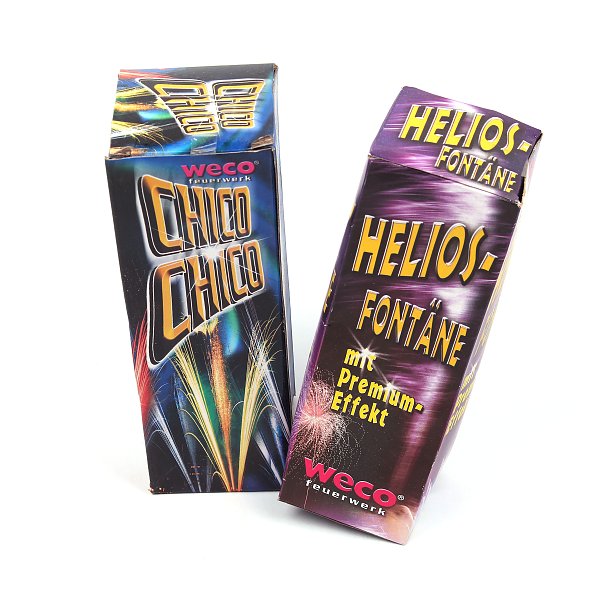 CHICO
CHICO
weco®
feuerwerk
CHICO
CHICO
HELIOS-
FONTÄNE
HELIOS-
FONTÄNE
mit
Premium-
Effekt
weco®
feuerwerk